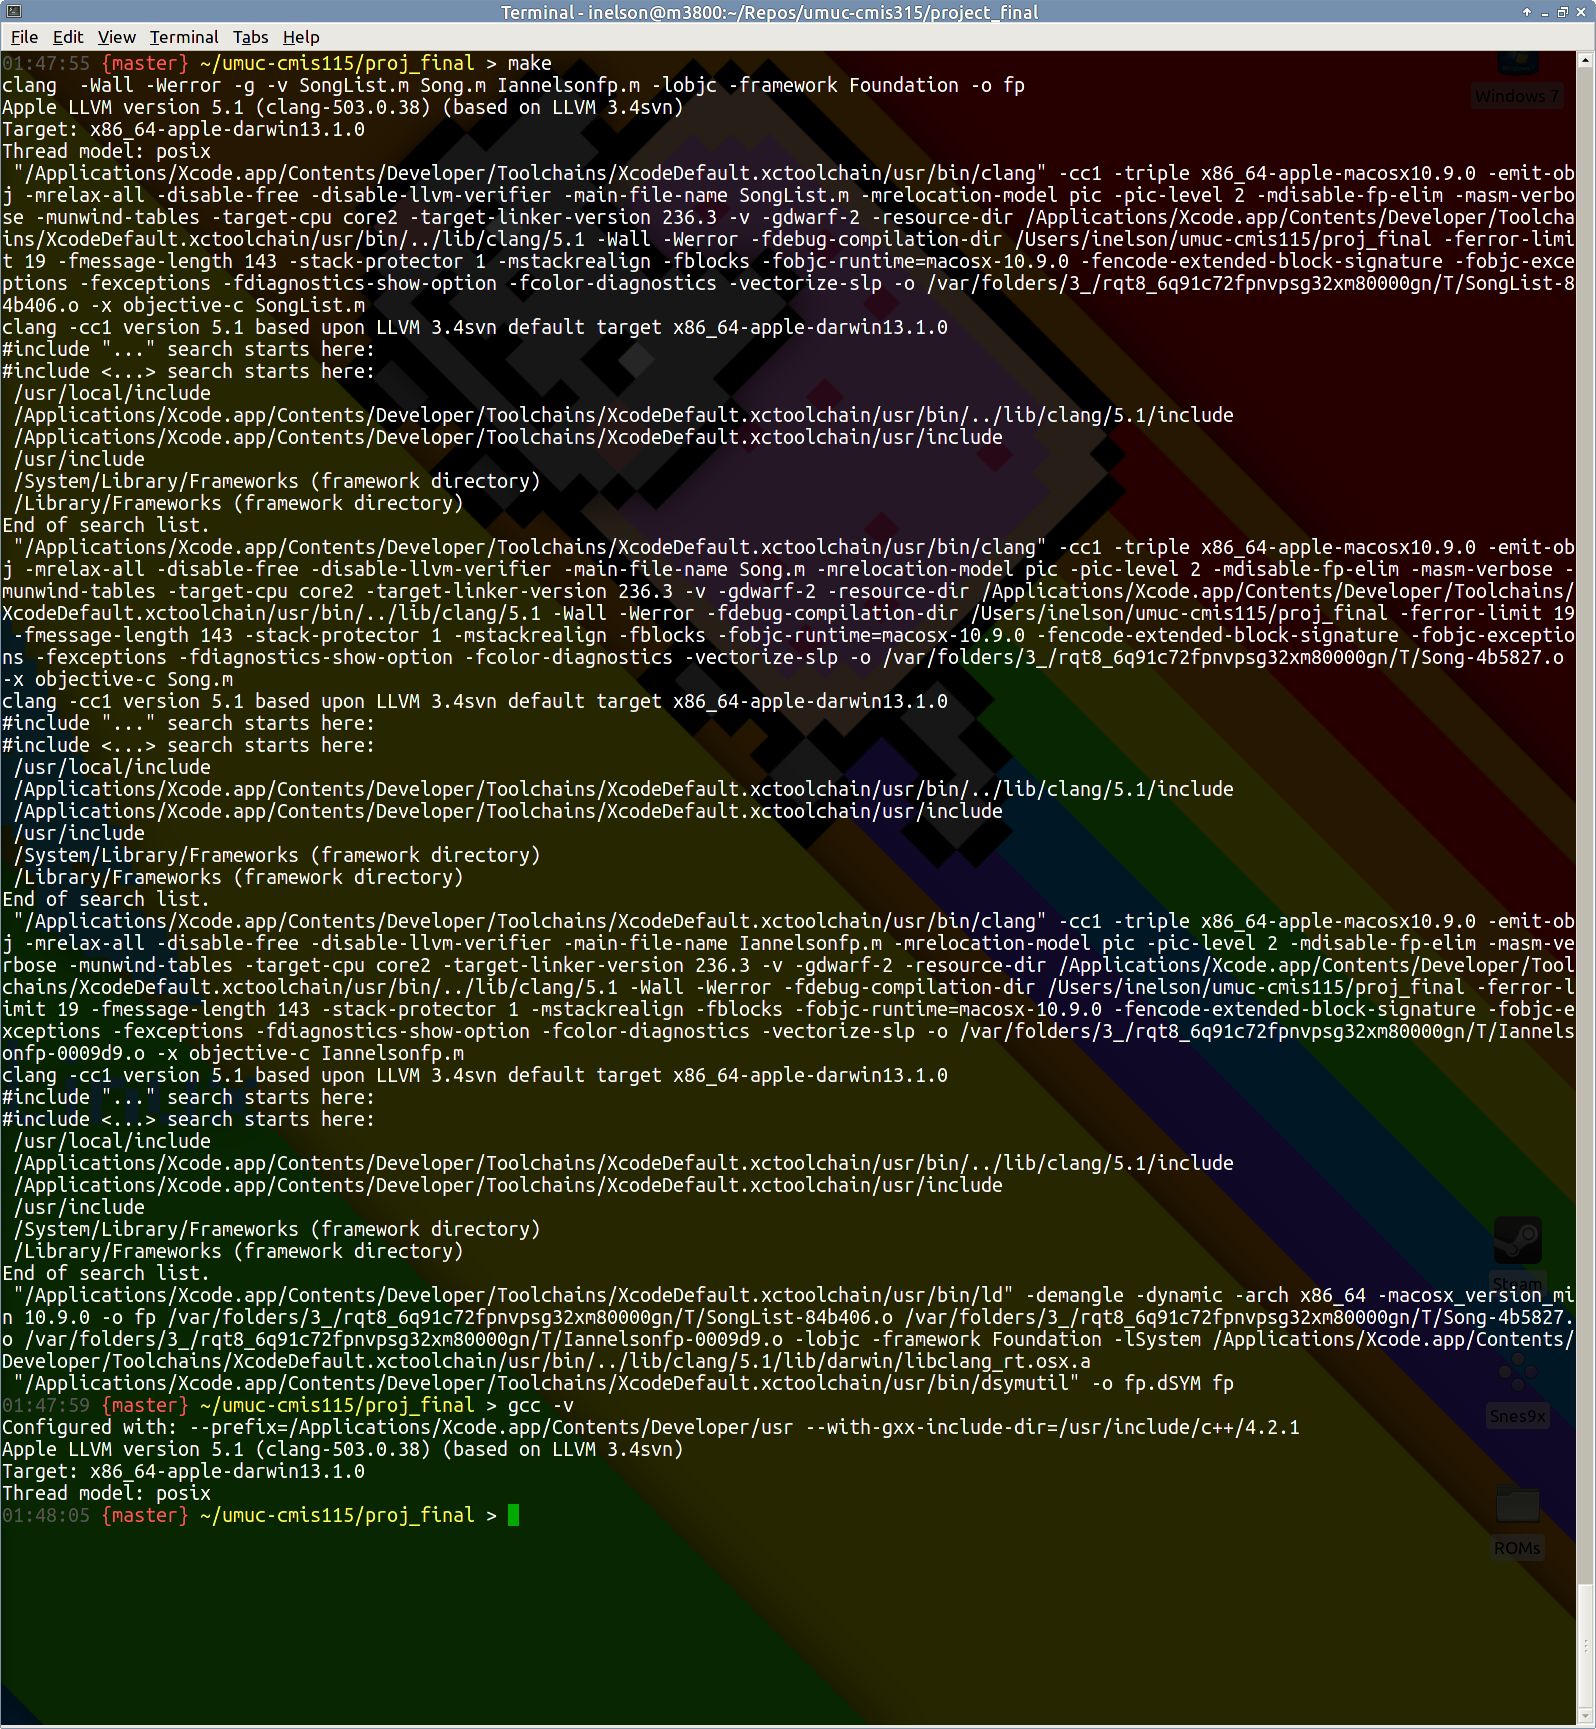 Terminal - inelson@m3800:~/Repos/umuc-cmis315/project_final
File Edit View Terminal Tabs Help
01:47:55 {master} ~/umuc-cmis115/proj_final > make
clang  -Wall -Werror -g -v SongList.m Song.m Iannelsonfp.m -lobjc -framework Foundation -o fp
Apple LLVM version 5.1 (clang-503.0.38) (based on LLVM 3.4svn)
Target: x86_64-apple-darwin13.1.0
Thread model: posix
 "/Applications/Xcode.app/Contents/Developer/Toolchains/XcodeDefault.xctoolchain/usr/bin/clang" -cc1 -triple x86_64-apple-macosx10.9.0 -emit-ob
j -mrelax-all -disable-free -disable-llvm-verifier -main-file-name SongList.m -mrelocation-model pic -pic-level 2 -mdisable-fp-elim -masm-verbo
se -munwind-tables -target-cpu core2 -target-linker-version 236.3 -v -gdwarf-2 -resource-dir /Applications/Xcode.app/Contents/Developer/Toolcha
ins/XcodeDefault.xctoolchain/usr/bin/../lib/clang/5.1 -Wall -Werror -fdebug-compilation-dir /Users/inelson/umuc-cmis115/proj_final -ferror-limi
t 19 -fmessage-length 143 -stack-protector 1 -mstackrealign -fblocks -fobjc-runtime=macosx-10.9.0 -fencode-extended-block-signature -fobjc-exce
ptions -fexceptions -fdiagnostics-show-option -fcolor-diagnostics -vectorize-slp -o /var/folders/3_/rqt8_6q91c72fpnvpsg32xm80000gn/T/SongList-8
4b406.o -x objective-c SongList.m
clang -cc1 version 5.1 based upon LLVM 3.4svn default target x86_64-apple-darwin13.1.0
#include "..." search starts here:
#include <...> search starts here:
 /usr/local/include
 /Applications/Xcode.app/Contents/Developer/Toolchains/XcodeDefault.xctoolchain/usr/bin/../lib/clang/5.1/include
 /Applications/Xcode.app/Contents/Developer/Toolchains/XcodeDefault.xctoolchain/usr/include
 /usr/include
 /System/Library/Frameworks (framework directory)
 /Library/Frameworks (framework directory)
End of search list.
 "/Applications/Xcode.app/Contents/Developer/Toolchains/XcodeDefault.xctoolchain/usr/bin/clang" -cc1 -triple x86_64-apple-macosx10.9.0 -emit-ob
j -mrelax-all -disable-free -disable-llvm-verifier -main-file-name Song.m -mrelocation-model pic -pic-level 2 -mdisable-fp-elim -masm-verbose -
munwind-tables -target-cpu core2 -target-linker-version 236.3 -v -gdwarf-2 -resource-dir /Applications/Xcode.app/Contents/Developer/Toolchains/
XcodeDefault.xctoolchain/usr/bin/../lib/clang/5.1 -Wall -Werror -fdebug-compilation-dir /Users/inelson/umuc-cmis115/proj_final -ferror-limit 19
 -fmessage-length 143 -stack-protector 1 -mstackrealign -fblocks -fobjc-runtime=macosx-10.9.0 -fencode-extended-block-signature -fobjc-exceptio
ns -fexceptions -fdiagnostics-show-option -fcolor-diagnostics -vectorize-slp -o /var/folders/3_/rqt8_6q91c72fpnvpsg32xm80000gn/T/Song-4b5827.o
-x objective-c Song.m
clang -cc1 version 5.1 based upon LLVM 3.4svn default target x86_64-apple-darwin13.1.0
#include "..." search starts here:
#include <...> search starts here:
 /usr/local/include
 /Applications/Xcode.app/Contents/Developer/Toolchains/XcodeDefault.xctoolchain/usr/bin/../lib/clang/5.1/include
 /Applications/Xcode.app/Contents/Developer/Toolchains/XcodeDefault.xctoolchain/usr/include
 /usr/include
 /System/Library/Frameworks (framework directory)
 /Library/Frameworks (framework directory)
End of search list.
 "/Applications/Xcode.app/Contents/Developer/Toolchains/XcodeDefault.xctoolchain/usr/bin/clang" -cc1 -triple x86_64-apple-macosx10.9.0 -emit-ob
j -mrelax-all -disable-free -disable-llvm-verifier -main-file-name Iannelsonfp.m -mrelocation-model pic -pic-level 2 -mdisable-fp-elim -masm-ve
rbose -munwind-tables -target-cpu core2 -target-linker-version 236.3 -v -gdwarf-2 -resource-dir /Applications/Xcode.app/Contents/Developer/Tool
chains/XcodeDefault.xctoolchain/usr/bin/../lib/clang/5.1 -Wall -Werror -fdebug-compilation-dir /Users/inelson/umuc-cmis115/proj_final -ferror-l
imit 19 -fmessage-length 143 -stack-protector 1 -mstackrealign -fblocks -fobjc-runtime=macosx-10.9.0 -fencode-extended-block-signature -fobjc-e
xceptions -fexceptions -fdiagnostics-show-option -fcolor-diagnostics -vectorize-slp -o /var/folders/3_/rqt8_6q91c72fpnvpsg32xm80000gn/T/Iannels
onfp-0009d9.o -x objective-c Iannelsonfp.m
clang -cc1 version 5.1 based upon LLVM 3.4svn default target x86_64-apple-darwin13.1.0
#include "..." search starts here:
#include <...> search starts here:
 /usr/local/include
 /Applications/Xcode.app/Contents/Developer/Toolchains/XcodeDefault.xctoolchain/usr/bin/../lib/clang/5.1/include
 /Applications/Xcode.app/Contents/Developer/Toolchains/XcodeDefault.xctoolchain/usr/include
 /usr/include
 /System/Library/Frameworks (framework directory)
 /Library/Frameworks (framework directory)
End of search list.
 "/Applications/Xcode.app/Contents/Developer/Toolchains/XcodeDefault.xctoolchain/usr/bin/ld" -demangle -dynamic -arch x86_64 -macosx_version_mi
n 10.9.0 -o fp /var/folders/3_/rqt8_6q91c72fpnvpsg32xm80000gn/T/SongList-84b406.o /var/folders/3_/rqt8_6q91c72fpnvpsg32xm80000gn/T/Song-4b5827.
o /var/folders/3_/rqt8_6q91c72fpnvpsg32xm80000gn/T/Iannelsonfp-0009d9.o -lobjc -framework Foundation -lSystem /Applications/Xcode.app/Contents/
Developer/Toolchains/XcodeDefault.xctoolchain/usr/bin/../lib/clang/5.1/lib/darwin/libclang_rt.osx.a
 "/Applications/Xcode.app/Contents/Developer/Toolchains/XcodeDefault.xctoolchain/usr/bin/dsymutil" -o fp.dSYM fp
01:47:59 {master} ~/umuc-cmis115/proj_final > gcc -v
Configured with: --prefix=/Applications/Xcode.app/Contents/Developer/usr --with-gxx-include-dir=/usr/include/c++/4.2.1
Apple LLVM version 5.1 (clang-503.0.38) (based on LLVM 3.4svn)
Target: x86_64-apple-darwin13.1.0
Thread model: posix
01:48:05 {master} ~/umuc-cmis115/proj_final >
Windows 7
Steam
Snes9x
ROMs